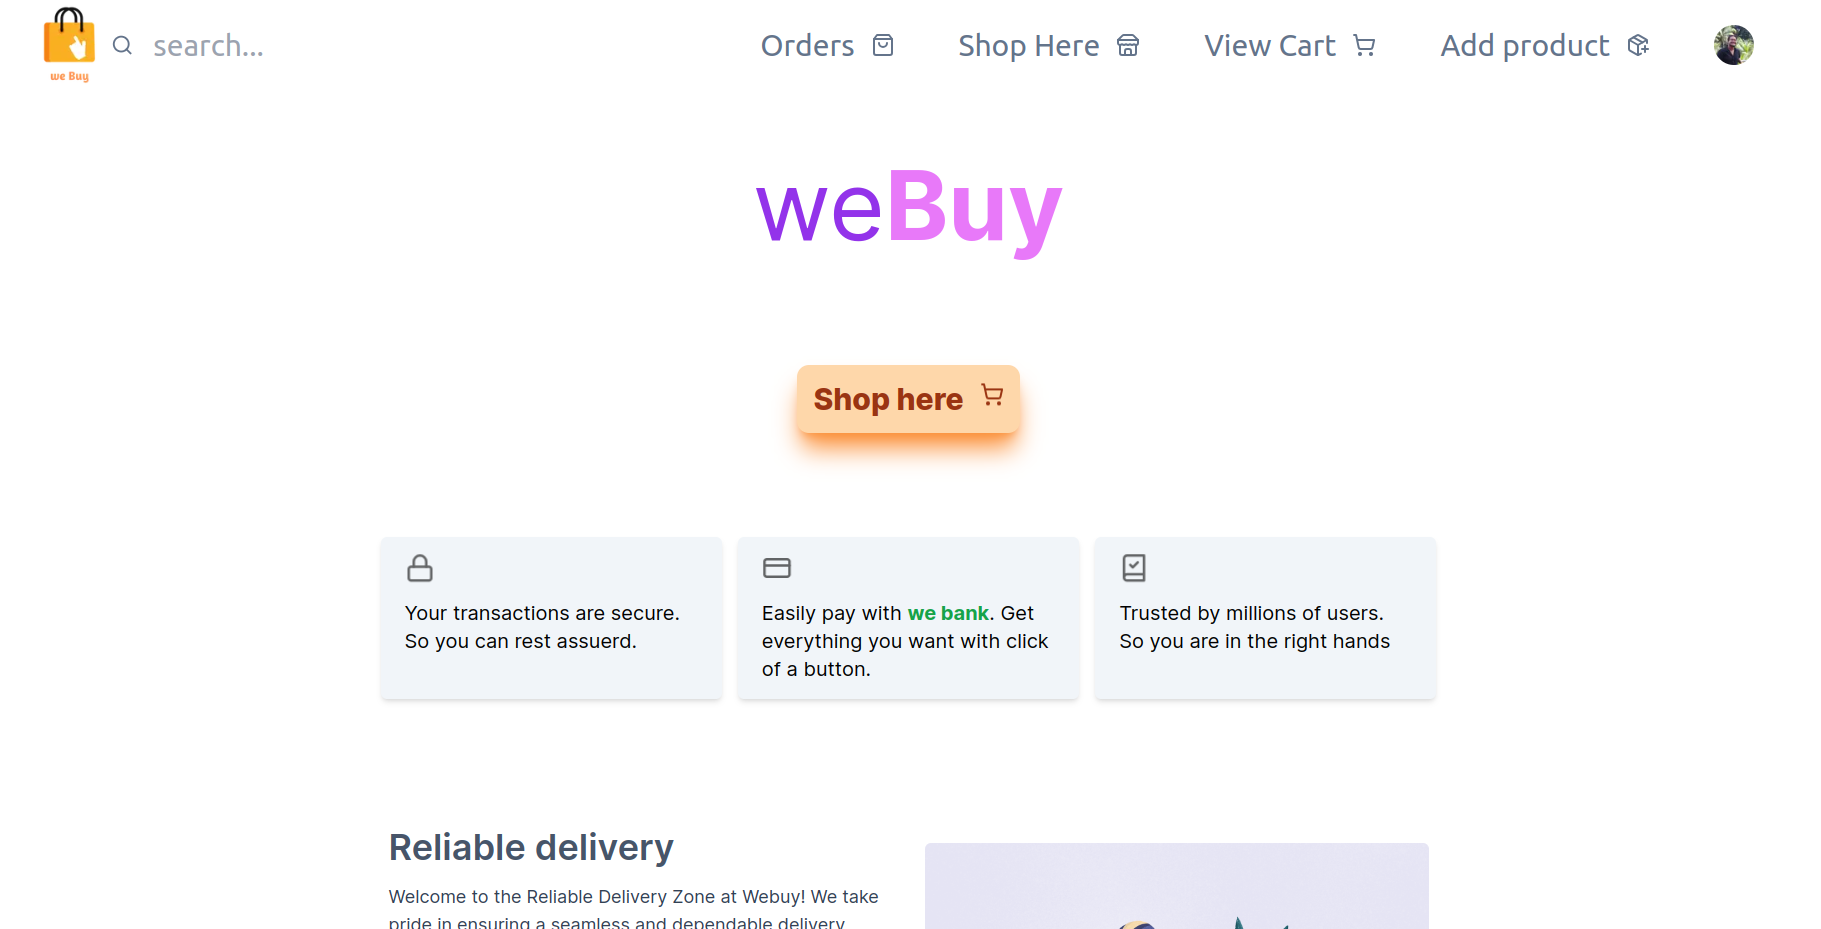 we Buy
search...
Orders
Shop Here
View Cart
Add product
weBuy
Shop here
Your transactions are secure.
So you can rest assuerd.
Easily pay with we bank. Get
everything you want with click
of a button.
Trusted by millions of users.
So you are in the right hands
Reliable delivery
Welcome to the Reliable Delivery Zone at Webuy! We take
pride in ensuring a seamless and dependable delivery